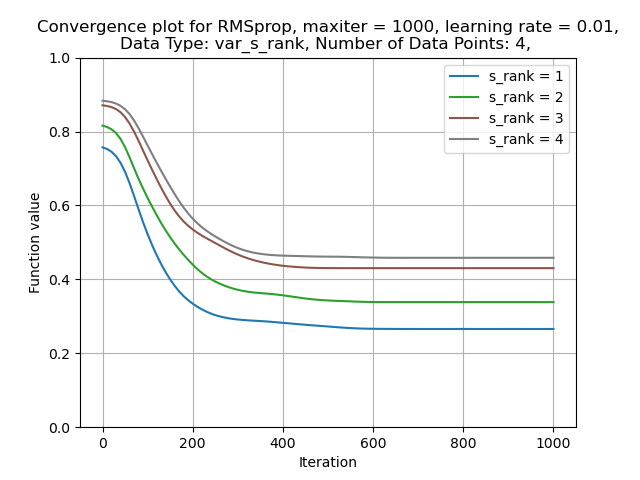 Convergence plot for RMSprop, maxiter = 1000, learning rate = 0.01,
Data Type: var_s_rank, Number of Data Points: 4,
1.0
0.8
0.6
0.4
0.2
0.0
Function value
s_rank = 1
s_rank = 2
s_rank = 3
s_rank = 4
0 200 400 600 800 1000
Iteration